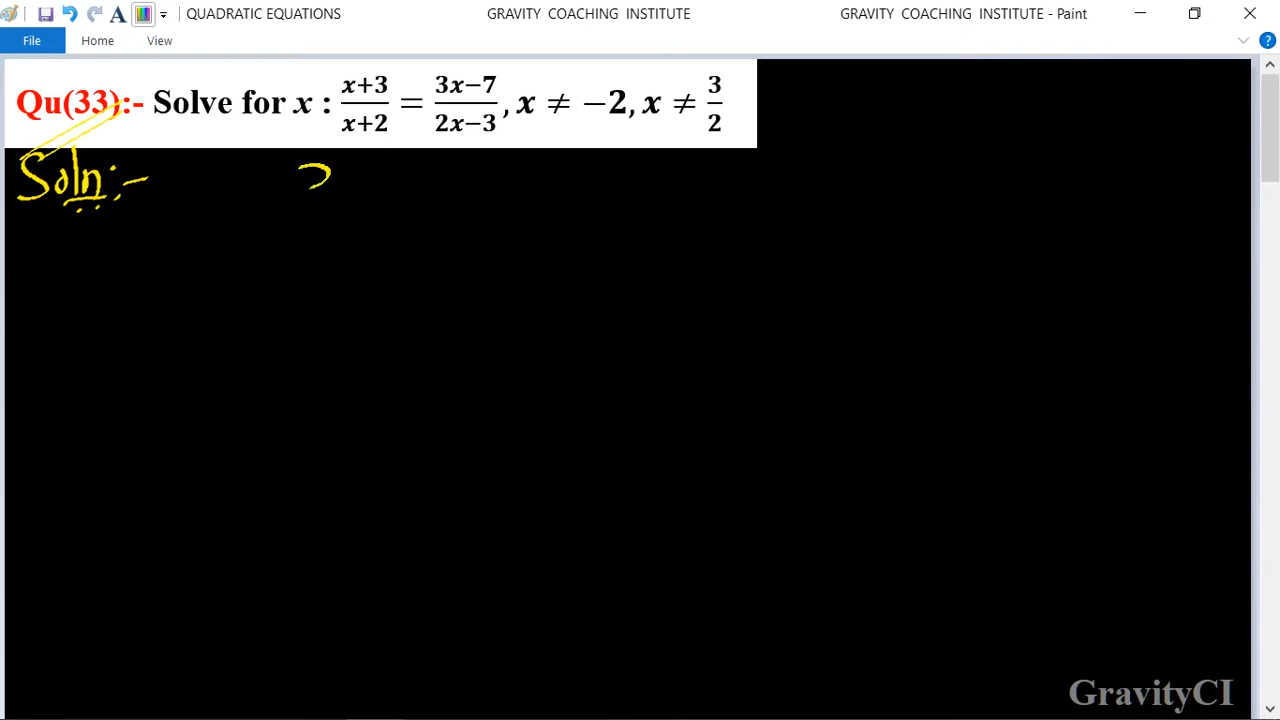 QUADRATIC EQUATIONS GRAVITY COACHING INSTITUTE GRAVITY COACHING INSTITUTE - Paint
File Home View
Qu(33):- Solve for x : x+3/x+2 = 3x−7/2x−3, x ≠ −2, x ≠ 3/2
Soln:-
GravityCI